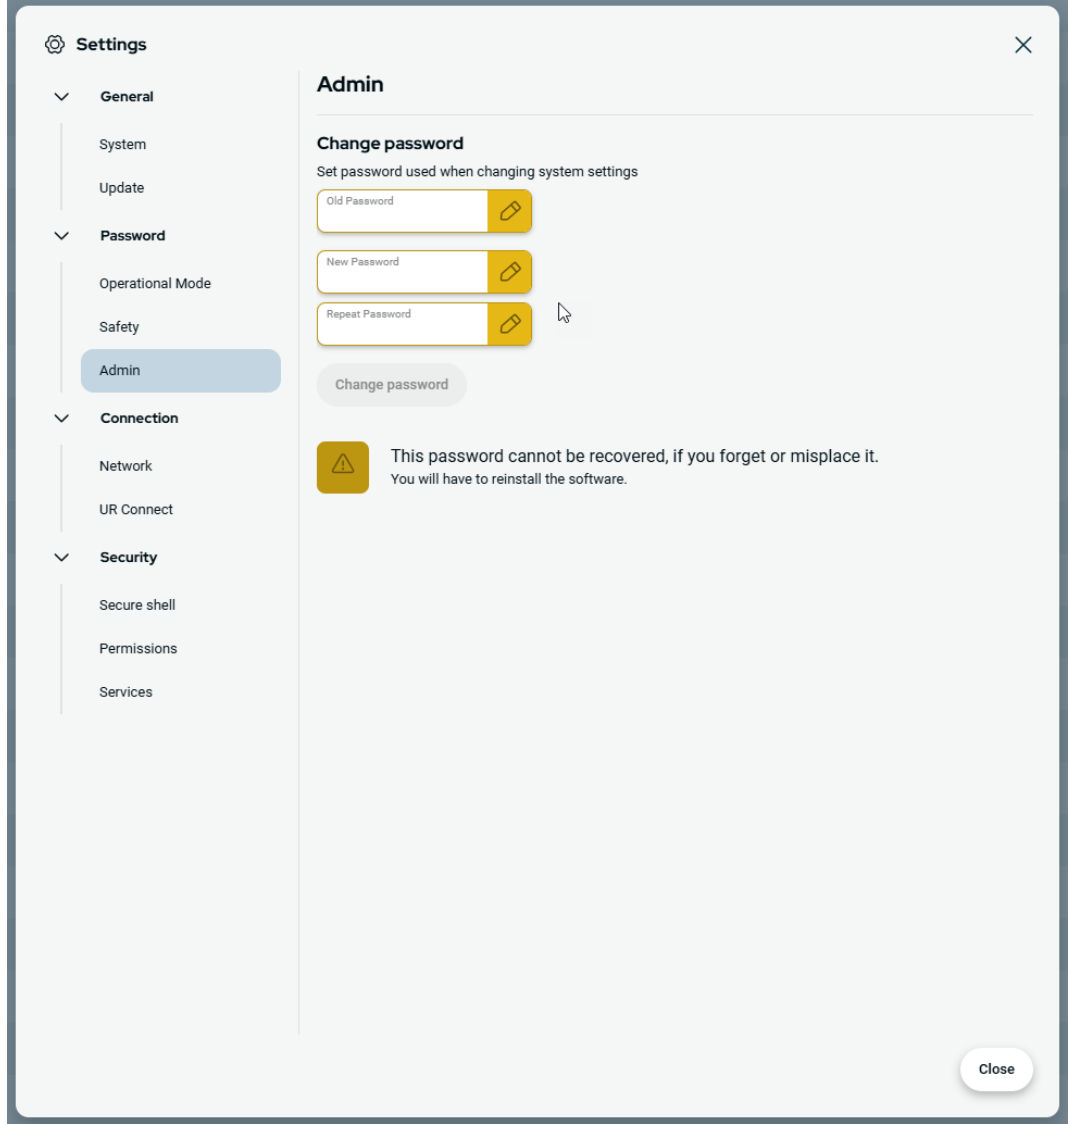 Settings
General
System
Update
Password
Operational Mode
Safety
Admin
Connection
Network
UR Connect
Security
Secure shell
Permissions
Services
Admin
Change password
Set password used when changing system settings
Old Password
New Password
Repeat Password
Change password
This password cannot be recovered, if you forget or misplace it.
You will have to reinstall the software.
Close